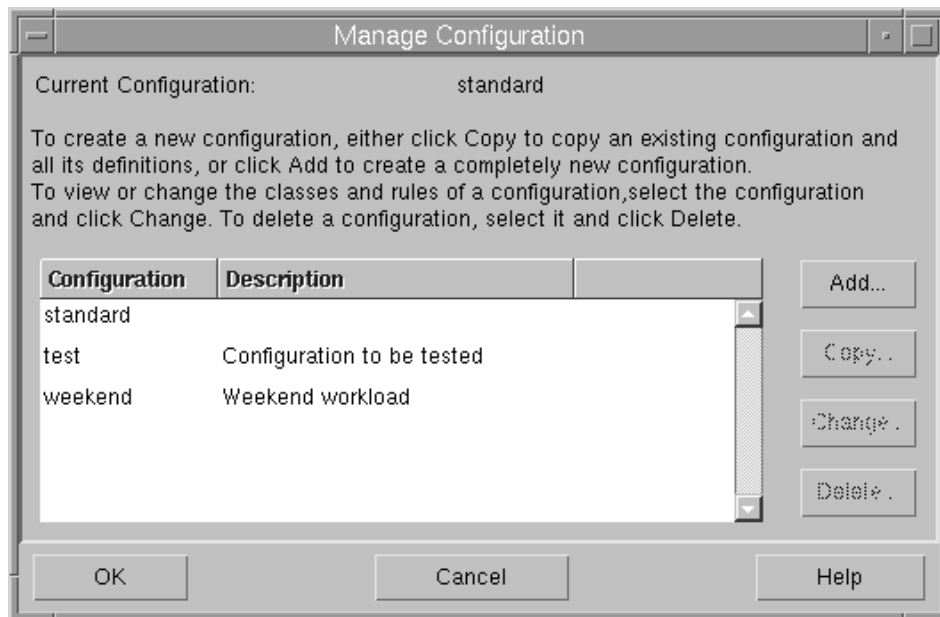 Manage Configuration
Current Configuration: standard
To create a new configuration, either click Copy to copy an existing configuration and
all its definitions, or click Add to create a completely new configuration.
To view or change the classes and rules of a configuration,select the configuration
and click Change. To delete a configuration, select it and click Delete.
Configuration Description
Add...
standard
test Configuration to be tested
Copy..
weekend Weekend workload
Change.
Delete.
OK Cancel Help